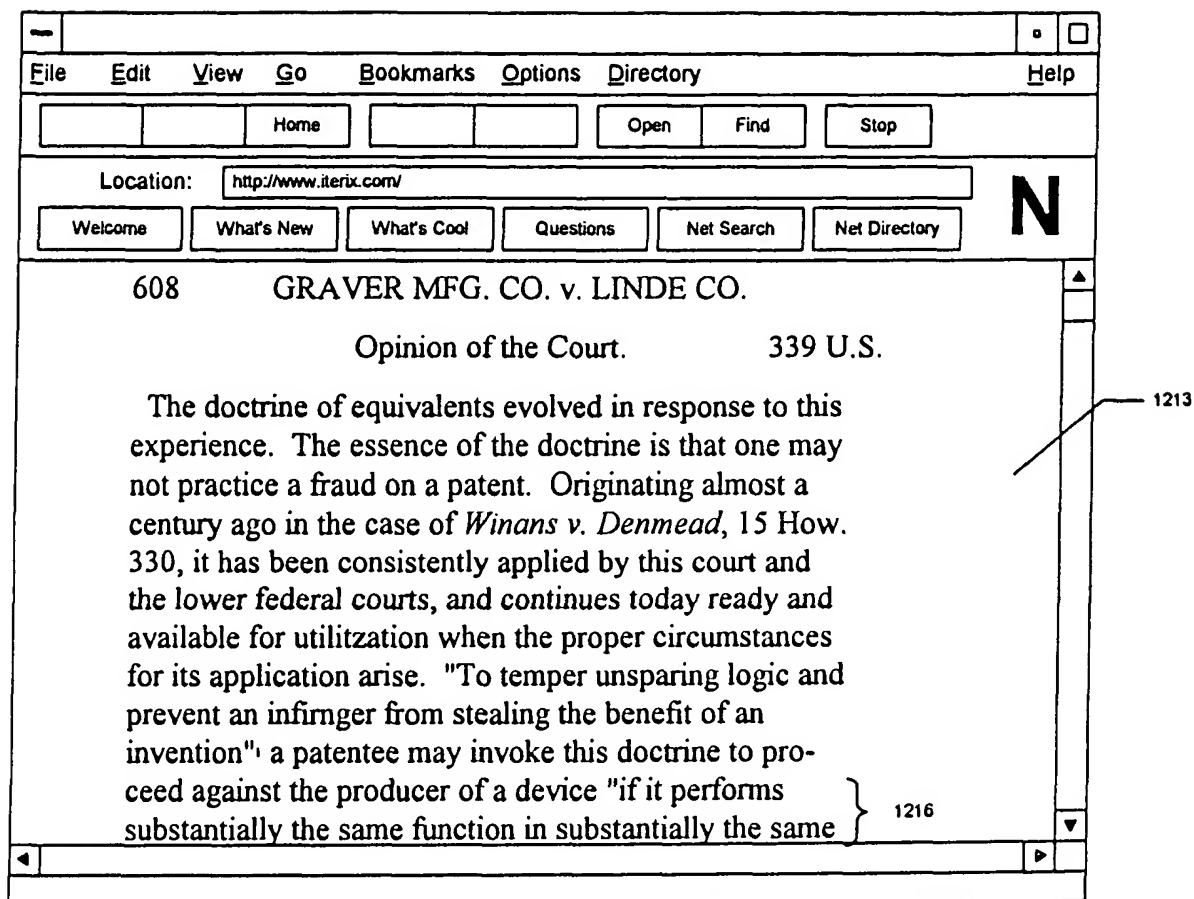 File Edit View Go Bookmarks Options Directory Help
Home Open Find Stop
Location: http://www.iterix.com/
N
Welcome What's New What's Cool Questions Net Search Net Directory
608 GRAVER MFG. CO. v. LINDE CO.
Opinion of the Court. 339 U.S.
The doctrine of equivalents evolved in response to this
experience. The essence of the doctrine is that one may
not practice a fraud on a patent. Originating almost a
century ago in the case of Winans v. Denmead, 15 How.
330, it has been consistently applied by this court and
the lower federal courts, and continues today ready and
available for utilitzation when the proper circumstances
for its application arise. "To temper unsparing logic and
prevent an infirnger from stealing the benefit of an
invention"¹ a patentee may invoke this doctrine to pro-
ceed against the producer of a device "if it performs
substantially the same function in substantially the same
1213
1216